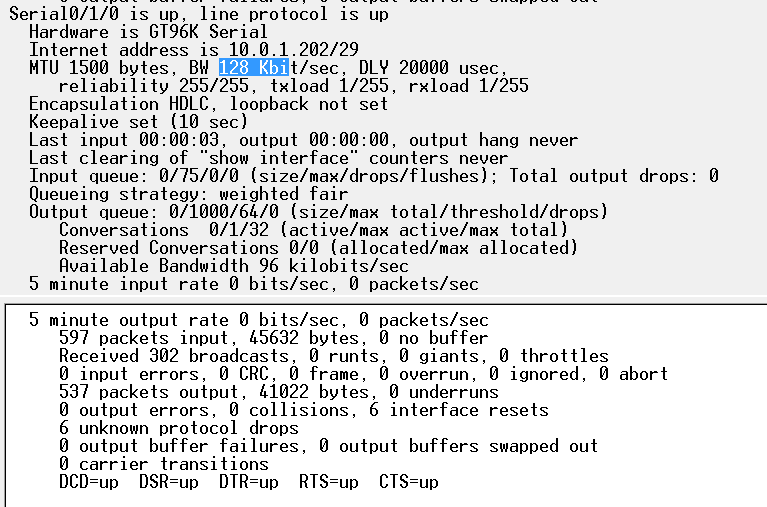 Serial0/1/0 is up, line protocol is up
Hardware is GT96K Serial
Internet address is 10.0.1.202/29
MTU 1500 bytes, BW 128 Kbit/sec, DLY 20000 usec,
reliability 255/255, txload 1/255, rxload 1/255
Encapsulation HDLC, loopback not set
Keepalive set (10 sec)
Last input 00:00:03, output 00:00:00, output hang never
Last clearing of "show interface" counters never
Input queue: 0/75/0/0 (size/max/drops/flushes); Total output drops: 0
Queueing strategy: weighted fair
Output queue: 0/1000/64/0 (size/max total/threshold/drops)
Conversations  0/1/32 (active/max active/max total)
Reserved Conversations 0/0 (allocated/max allocated)
Available Bandwidth 96 kilobits/sec
5 minute input rate 0 bits/sec, 0 packets/sec
5 minute output rate 0 bits/sec, 0 packets/sec
597 packets input, 45632 bytes, 0 no buffer
Received 302 broadcasts, 0 runts, 0 giants, 0 throttles
0 input errors, 0 CRC, 0 frame, 0 overrun, 0 ignored, 0 abort
537 packets output, 41022 bytes, 0 underruns
0 output errors, 0 collisions, 6 interface resets
6 unknown protocol drops
0 output buffer failures, 0 output buffers swapped out
0 carrier transitions
DCD=up  DSR=up  DTR=up  RTS=up  CTS=up